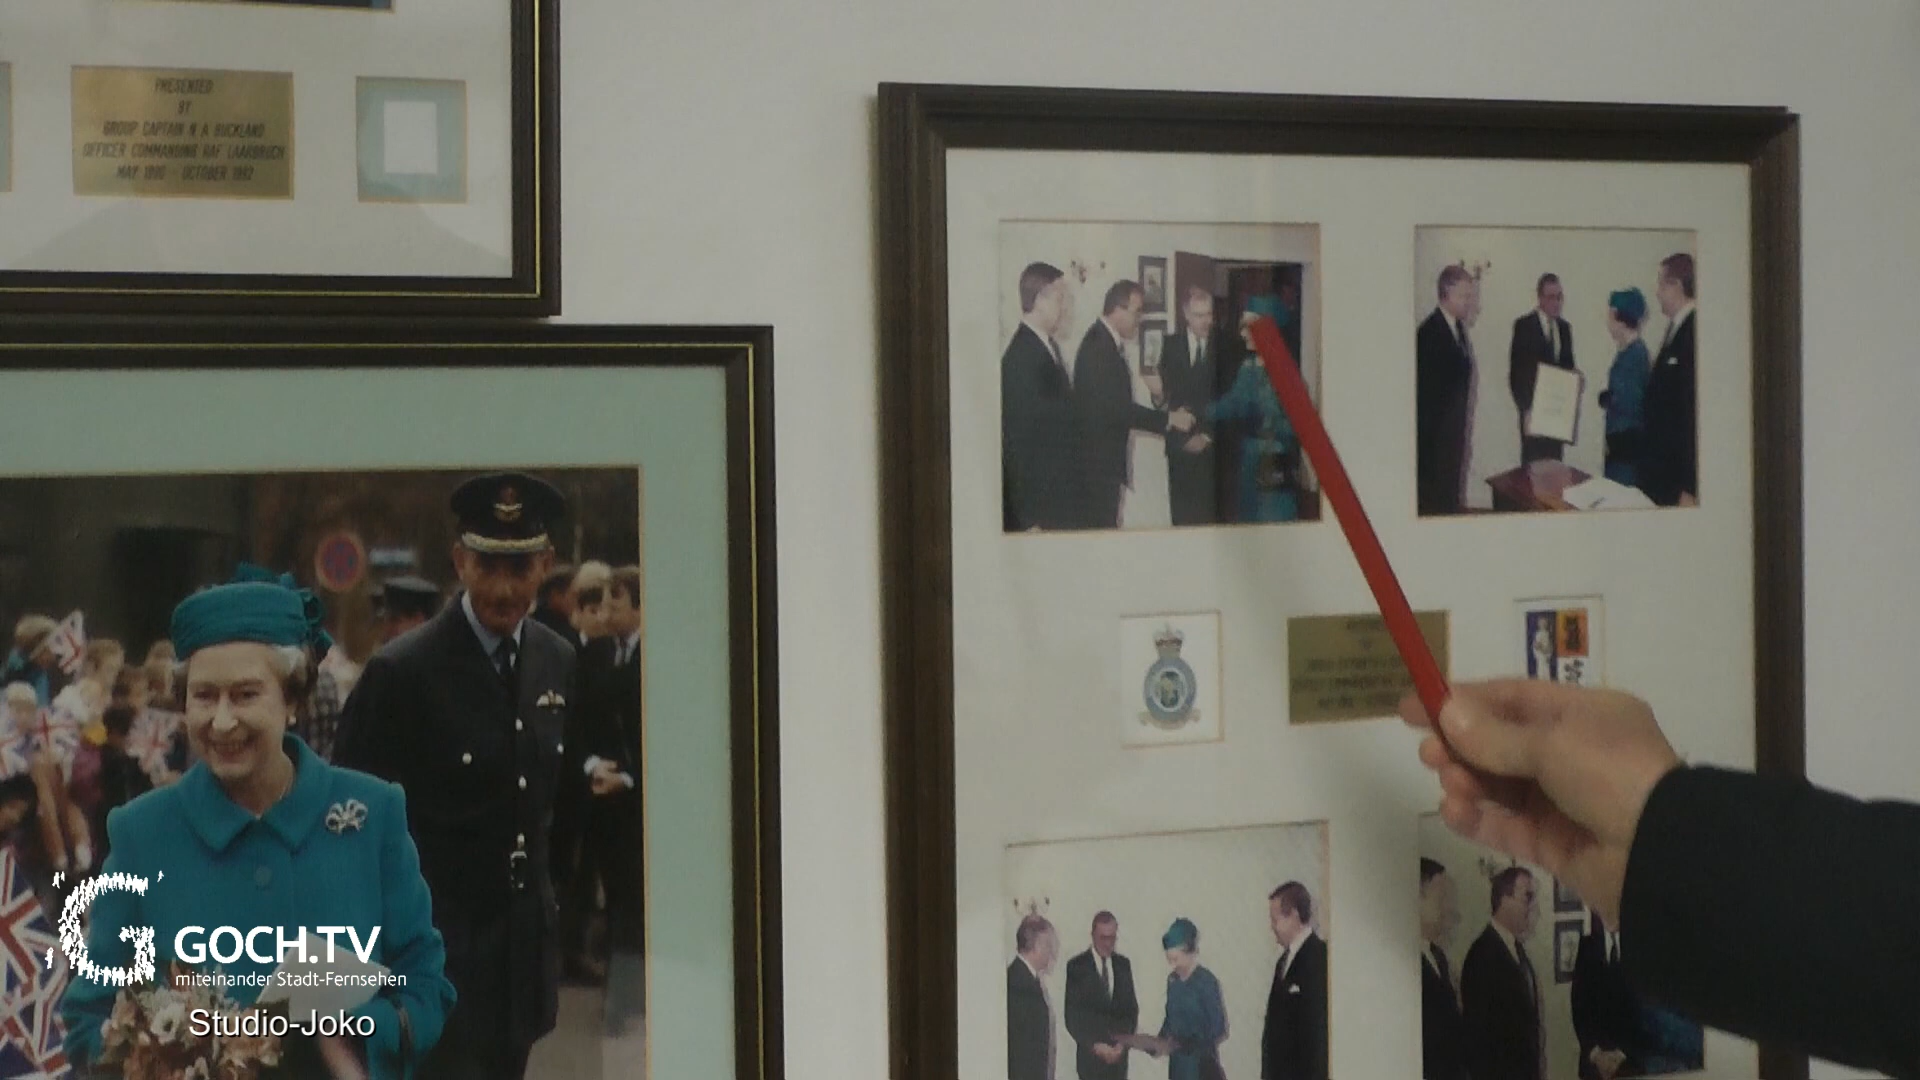 PRESENTED
BY
GROUP CAPTAIN N A BUCKLAND
OFFICER COMMANDING RAF LAARBRUCH
MAY 1990 - OCTOBER 1992
GOCH.TV
miteinander Stadt-Fernsehen
Studio-Joko